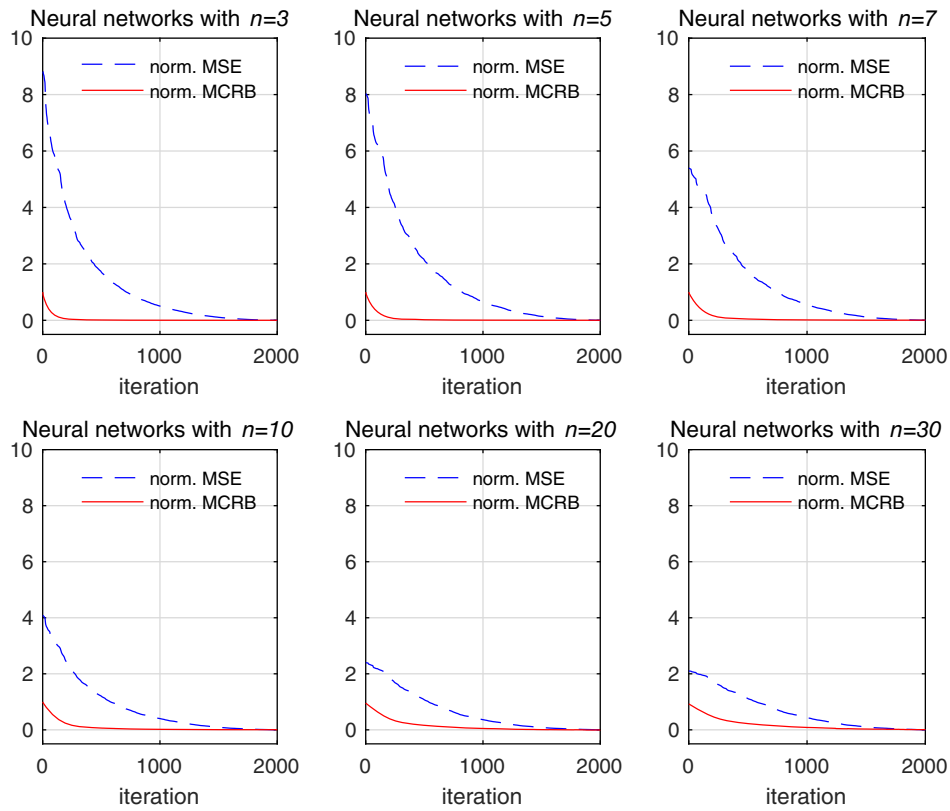 Neural networks with n=3
Neural networks with n=5
Neural networks with n=7
10
8
6
4
2
0
norm. MSE
norm. MCRB
0 1000 2000
iteration
10
8
6
4
2
0
norm. MSE
norm. MCRB
0 1000 2000
iteration
10
8
6
4
2
0
norm. MSE
norm. MCRB
0 1000 2000
iteration
Neural networks with n=10
Neural networks with n=20
Neural networks with n=30
10
8
6
4
2
0
norm. MSE
norm. MCRB
0 1000 2000
iteration
10
8
6
4
2
0
norm. MSE
norm. MCRB
0 1000 2000
iteration
10
8
6
4
2
0
norm. MSE
norm. MCRB
0 1000 2000
iteration